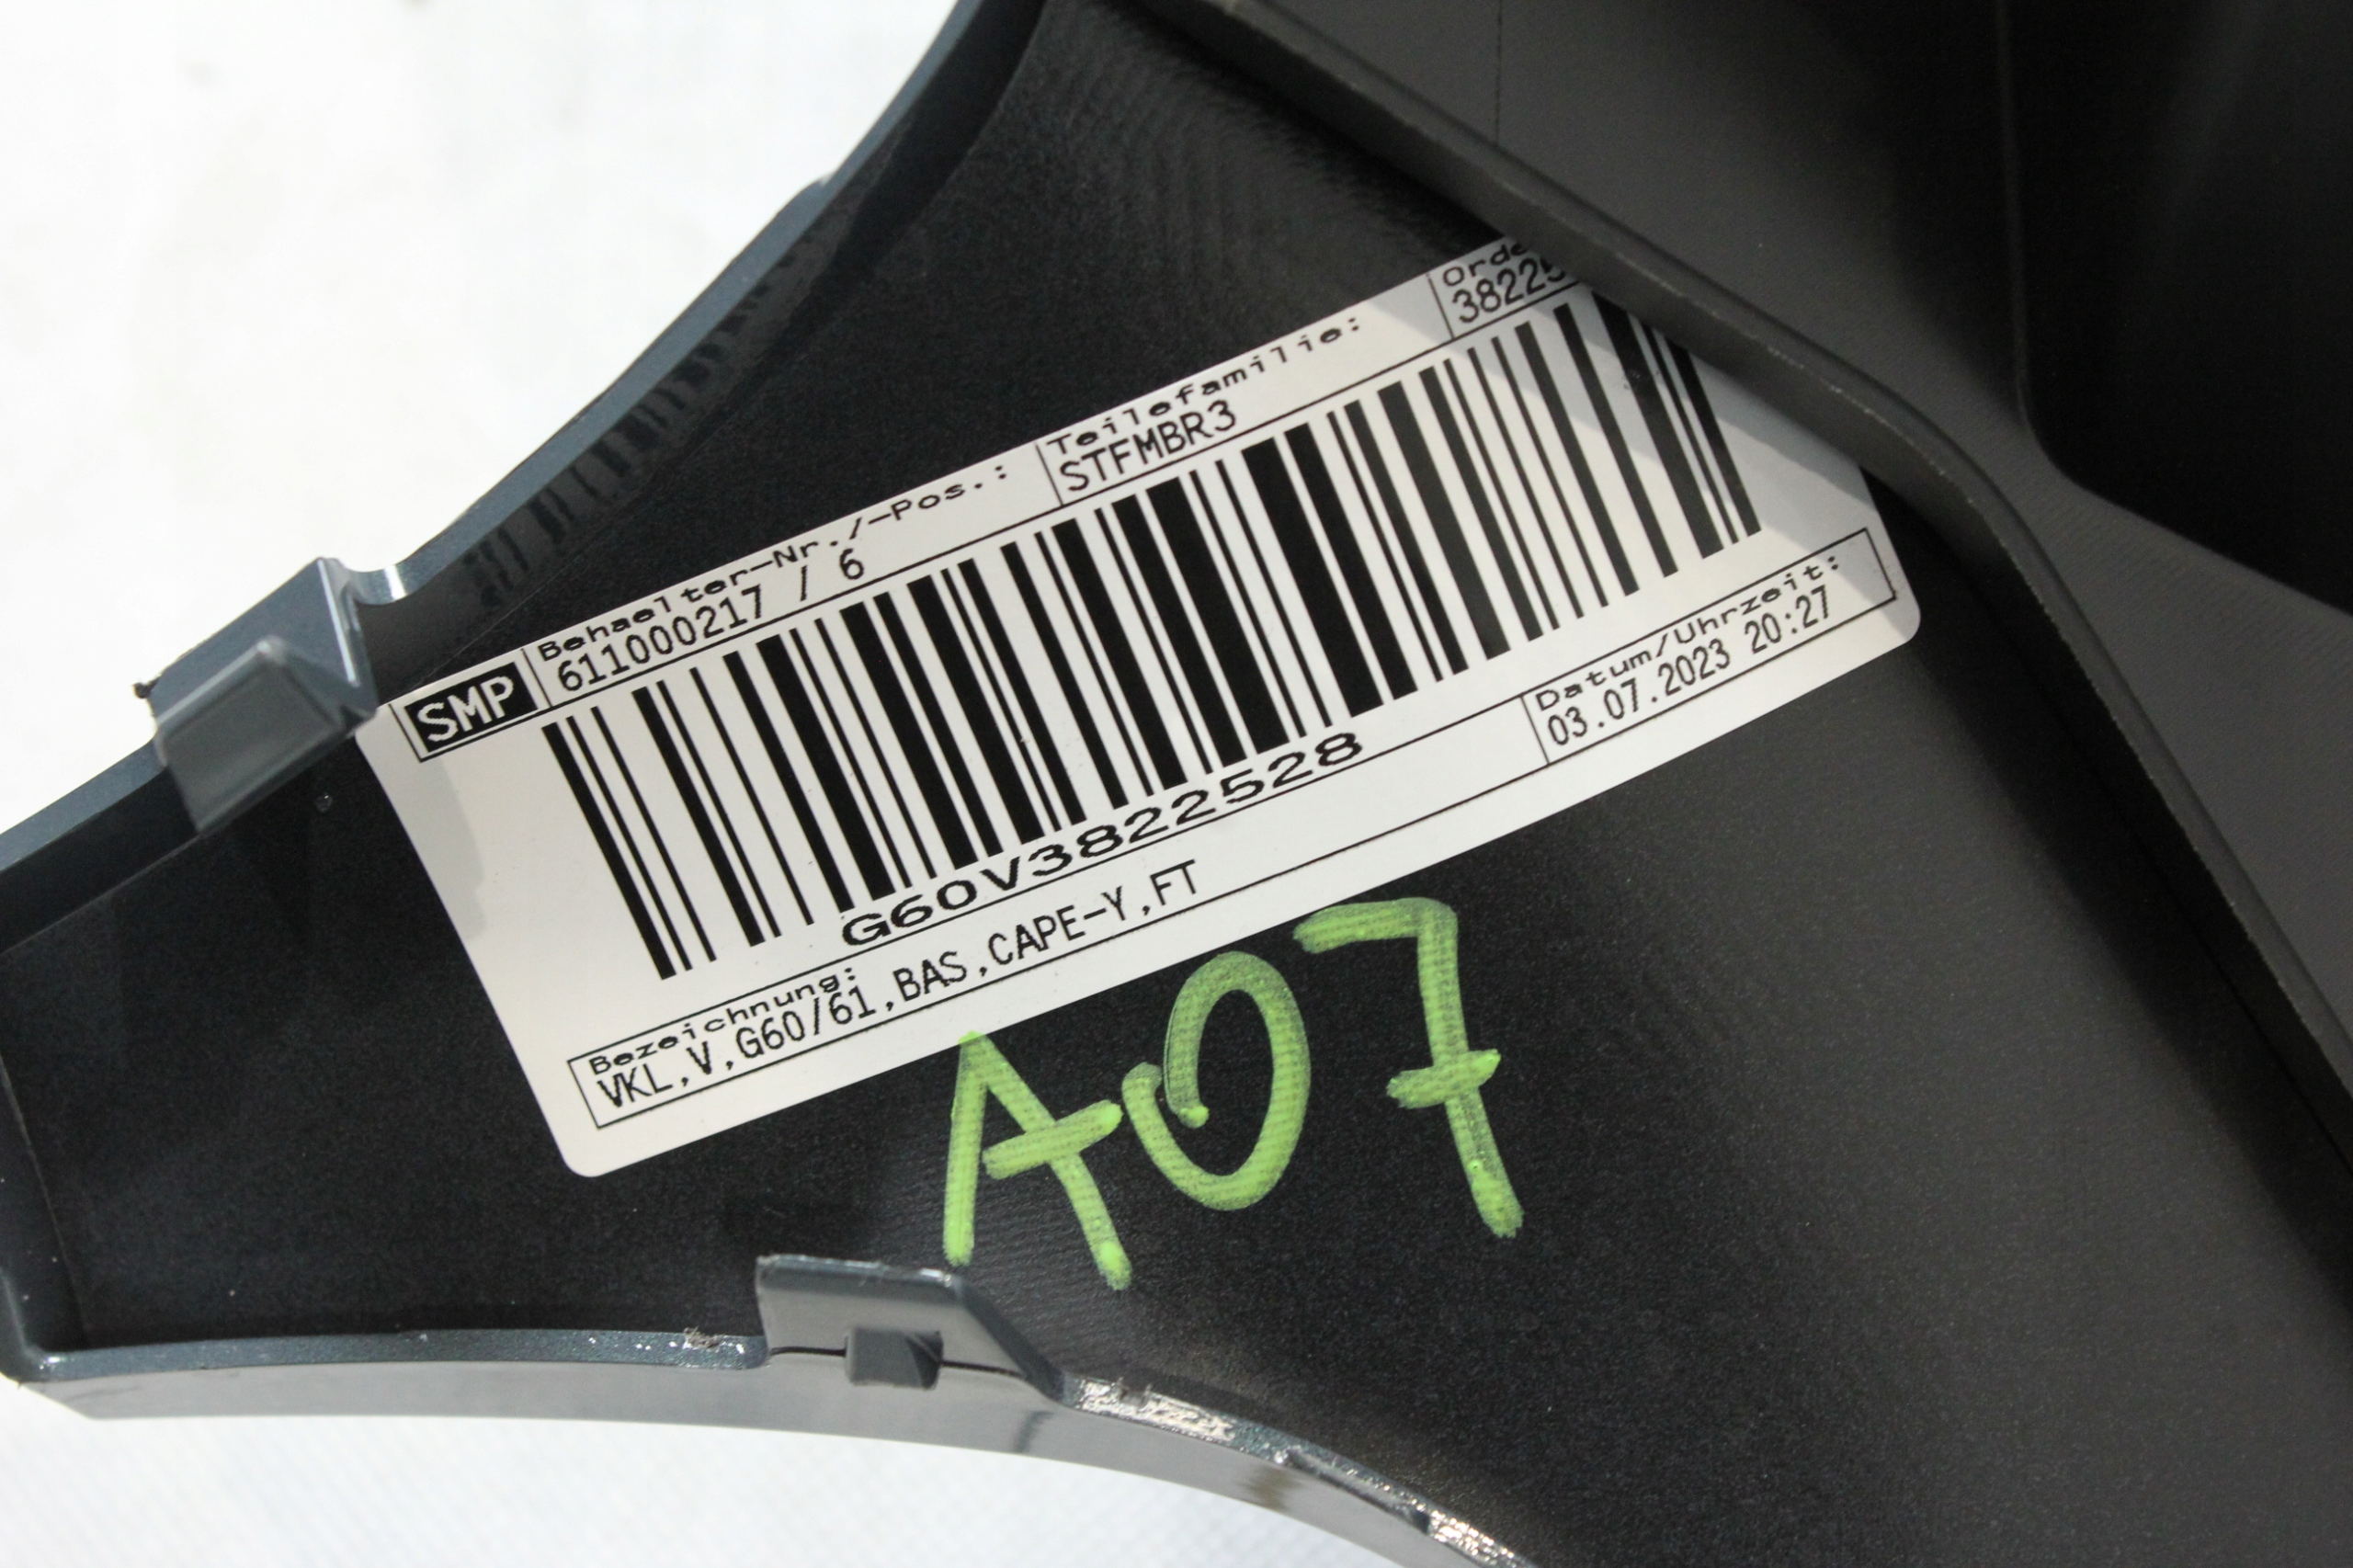 SMP
Behaelter-Nr./-Pos.:
611000217 / 6
Teilefamilie:
STFMBR3
Orde
38225
G60V3822528
Datum/Uhrzeit:
03.07.2023 20:27
Bezeichnung:
VKL,V,G60/61,BAS,CAPE-Y,FT
A07